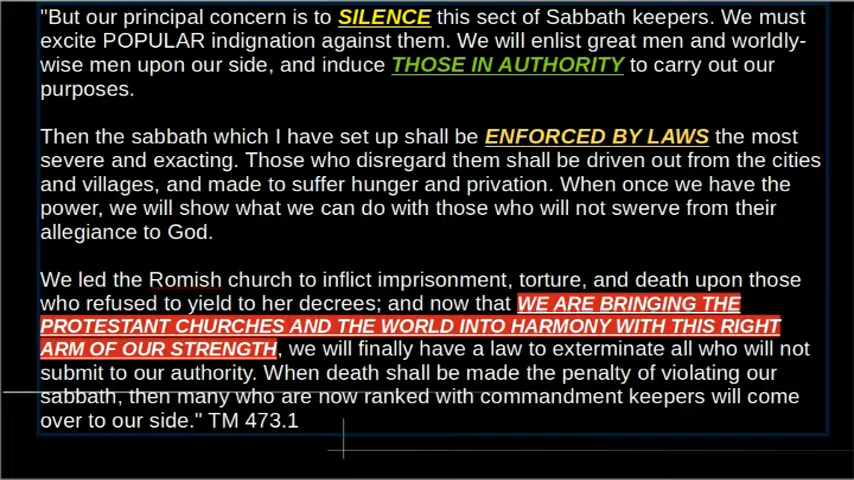 "But our principal concern is to SILENCE this sect of Sabbath keepers. We must
excite POPULAR indignation against them. We will enlist great men and worldly-
wise men upon our side, and induce THOSE IN AUTHORITY to carry out our
purposes.
Then the sabbath which I have set up shall be ENFORCED BY LAWS the most
severe and exacting. Those who disregard them shall be driven out from the cities
and villages, and made to suffer hunger and privation. When once we have the
power, we will show what we can do with those who will not swerve from their
allegiance to God.
We led the Romish church to inflict imprisonment, torture, and death upon those
who refused to yield to her decrees; and now that WE ARE BRINGING THE
PROTESTANT CHURCHES AND THE WORLD INTO HARMONY WITH THIS RIGHT
ARM OF OUR STRENGTH, we will finally have a law to exterminate all who will not
submit to our authority. When death shall be made the penalty of violating our
sabbath, then many who are now ranked with commandment keepers will come
over to our side." TM 473.1